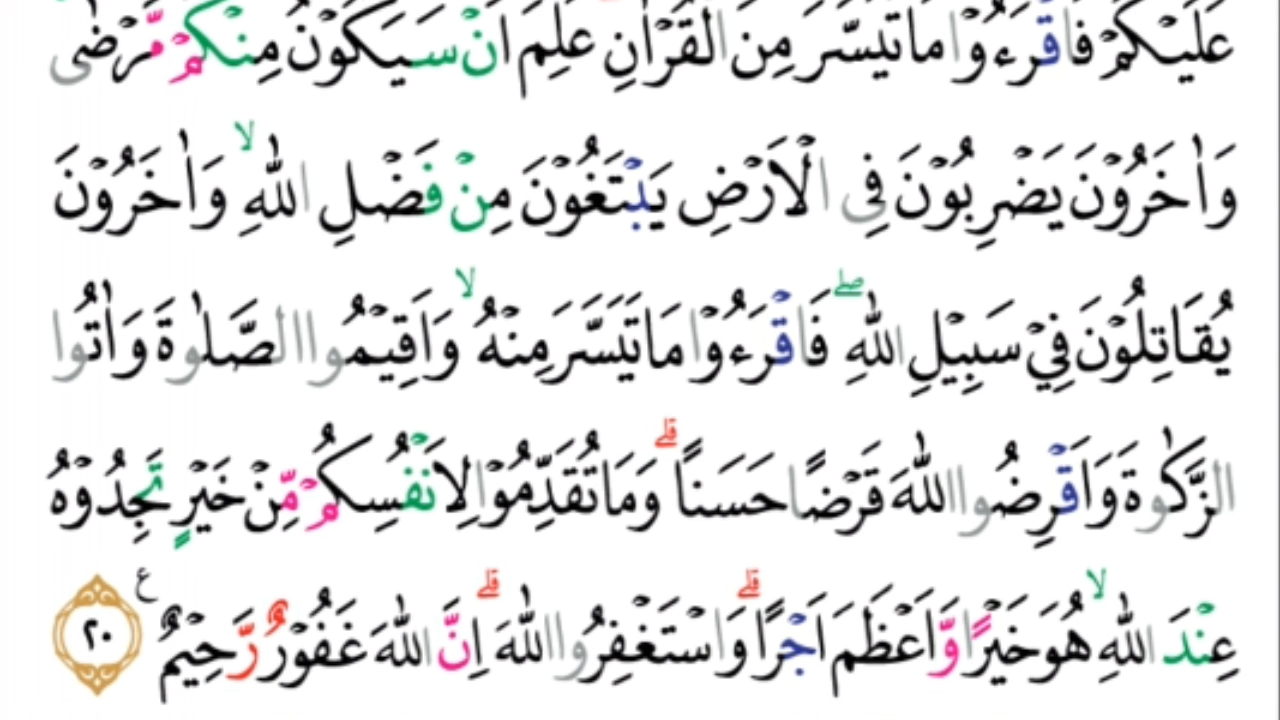 عَلَيْكُمْ فَاقْرَءُوْا مَا تَيَسَّرَ مِنَ الْقُرْاٰنِ عَلِمَ اَنْ سَيَكُوْنُ مِنْكُمْ مَّرْضٰى
وَاٰخَرُوْنَ يَضْرِبُوْنَ فِى الْاَرْضِ يَبْتَغُوْنَ مِنْ فَضْلِ اللّٰهِ ۙ وَاٰخَرُوْنَ
يُقَاتِلُوْنَ فِيْ سَبِيْلِ اللّٰهِ ۖ فَاقْرَءُوْا مَا تَيَسَّرَ مِنْهُ ۙ وَاَقِيْمُوا الصَّلٰوةَ وَاٰتُوا
الزَّكٰوةَ وَاَقْرِضُوا اللّٰهَ قَرْضًا حَسَنًا ۗ وَمَا تُقَدِّمُوْا لِاَنْفُسِكُمْ مِّنْ خَيْرٍ تَجِدُوْهُ
عِنْدَ اللّٰهِ ۙ هُوَ خَيْرًا وَّاَعْظَمَ اَجْرًا ۗ وَاسْتَغْفِرُوا اللّٰهَ ۗ اِنَّ اللّٰهَ غَفُوْرٌ رَّحِيْمٌ ࣖ ٢٠